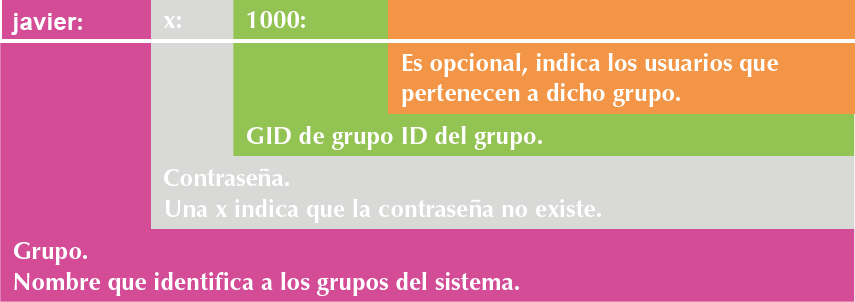 javier: x: 1000:
Es opcional, indica los usuarios que
pertenecen a dicho grupo.
GID de grupo ID del grupo.
Contraseña.
Una x indica que la contraseña no existe.
Grupo.
Nombre que identifica a los grupos del sistema.